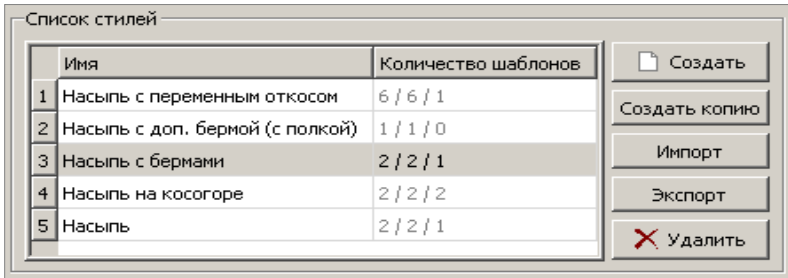 Список стилей
Имя Количество шаблонов
1 Насыпь с переменным откосом 6 / 6 / 1
2 Насыпь с доп. бермой (с полкой) 1 / 1 / 0
3 Насыпь с бермами 2 / 2 / 1
4 Насыпь на косогоре 2 / 2 / 2
5 Насыпь 2 / 2 / 1
Создать
Создать копию
Импорт
Экспорт
Удалить